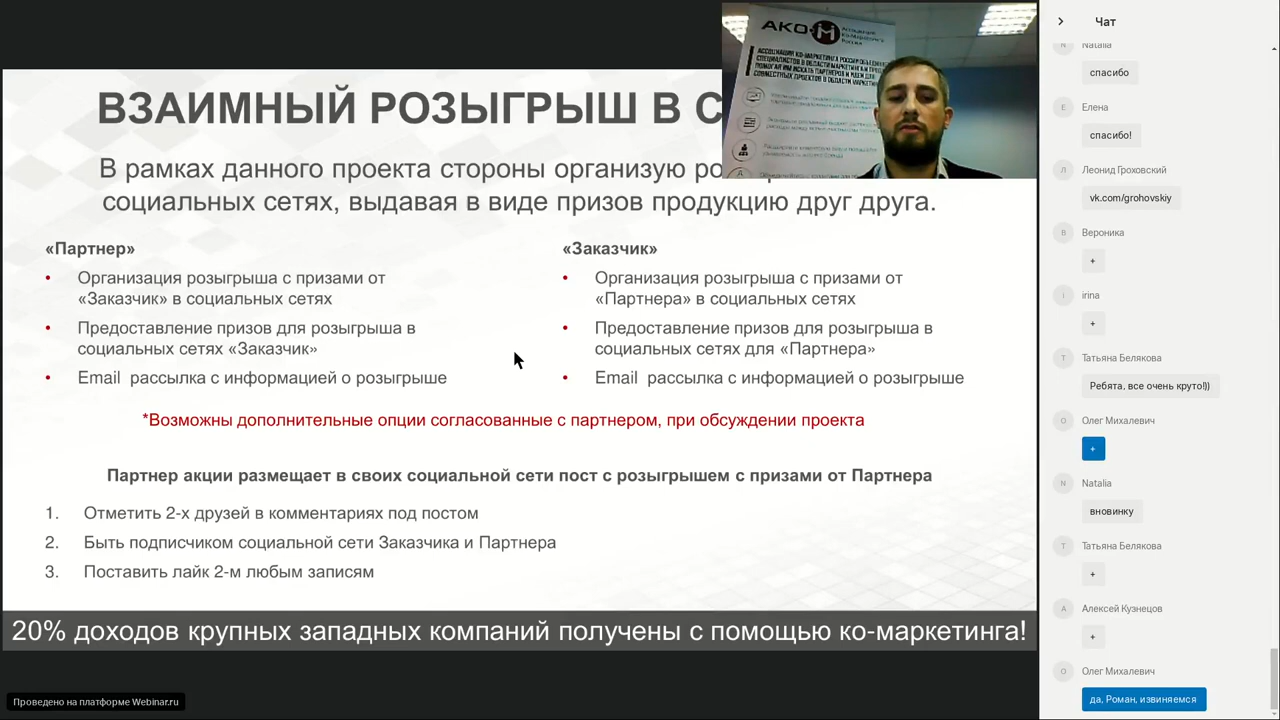 АКОМ
Ассоциация
Ко-Маркетинга
России
ВЗАИМНЫЙ РОЗЫГРЫШ В С
В рамках данного проекта стороны организую
социальных сетях, выдавая в виде призов продукцию друг друга.
«Партнер»
• Организация розыгрыша с призами от
«Заказчик» в социальных сетях
• Предоставление призов для розыгрыша в
социальных сетях «Заказчик»
• Email рассылка с информацией о розыгрыше
«Заказчик»
• Организация розыгрыша с призами от
«Партнера» в социальных сетях
• Предоставление призов для розыгрыша в
социальных сетях для «Партнера»
• Email рассылка с информацией о розыгрыше
*Возможны дополнительные опции согласованные с партнером, при обсуждении проекта
Партнер акции размещает в своих социальной сети пост с розыгрышем с призами от Партнера
1. Отметить 2-х друзей в комментариях под постом
2. Быть подписчиком социальной сети Заказчика и Партнера
3. Поставить лайк 2-м любым записям
20% доходов крупных западных компаний получены с помощью ко-маркетинга!
Проведено на платформе Webinar.ru
Чат
N Natalia
спасибо
Е Елена
спасибо!
Л Леонид Гроховский
vk.com/grohovskiy
В Вероника
+
i irina
+
Т Татьяна Белякова
Ребята, все очень круто!))
О Олег Михалевич
+
N Natalia
вновинку
Т Татьяна Белякова
+
А Алексей Кузнецов
+
О Олег Михалевич
да, Роман, извиняемся